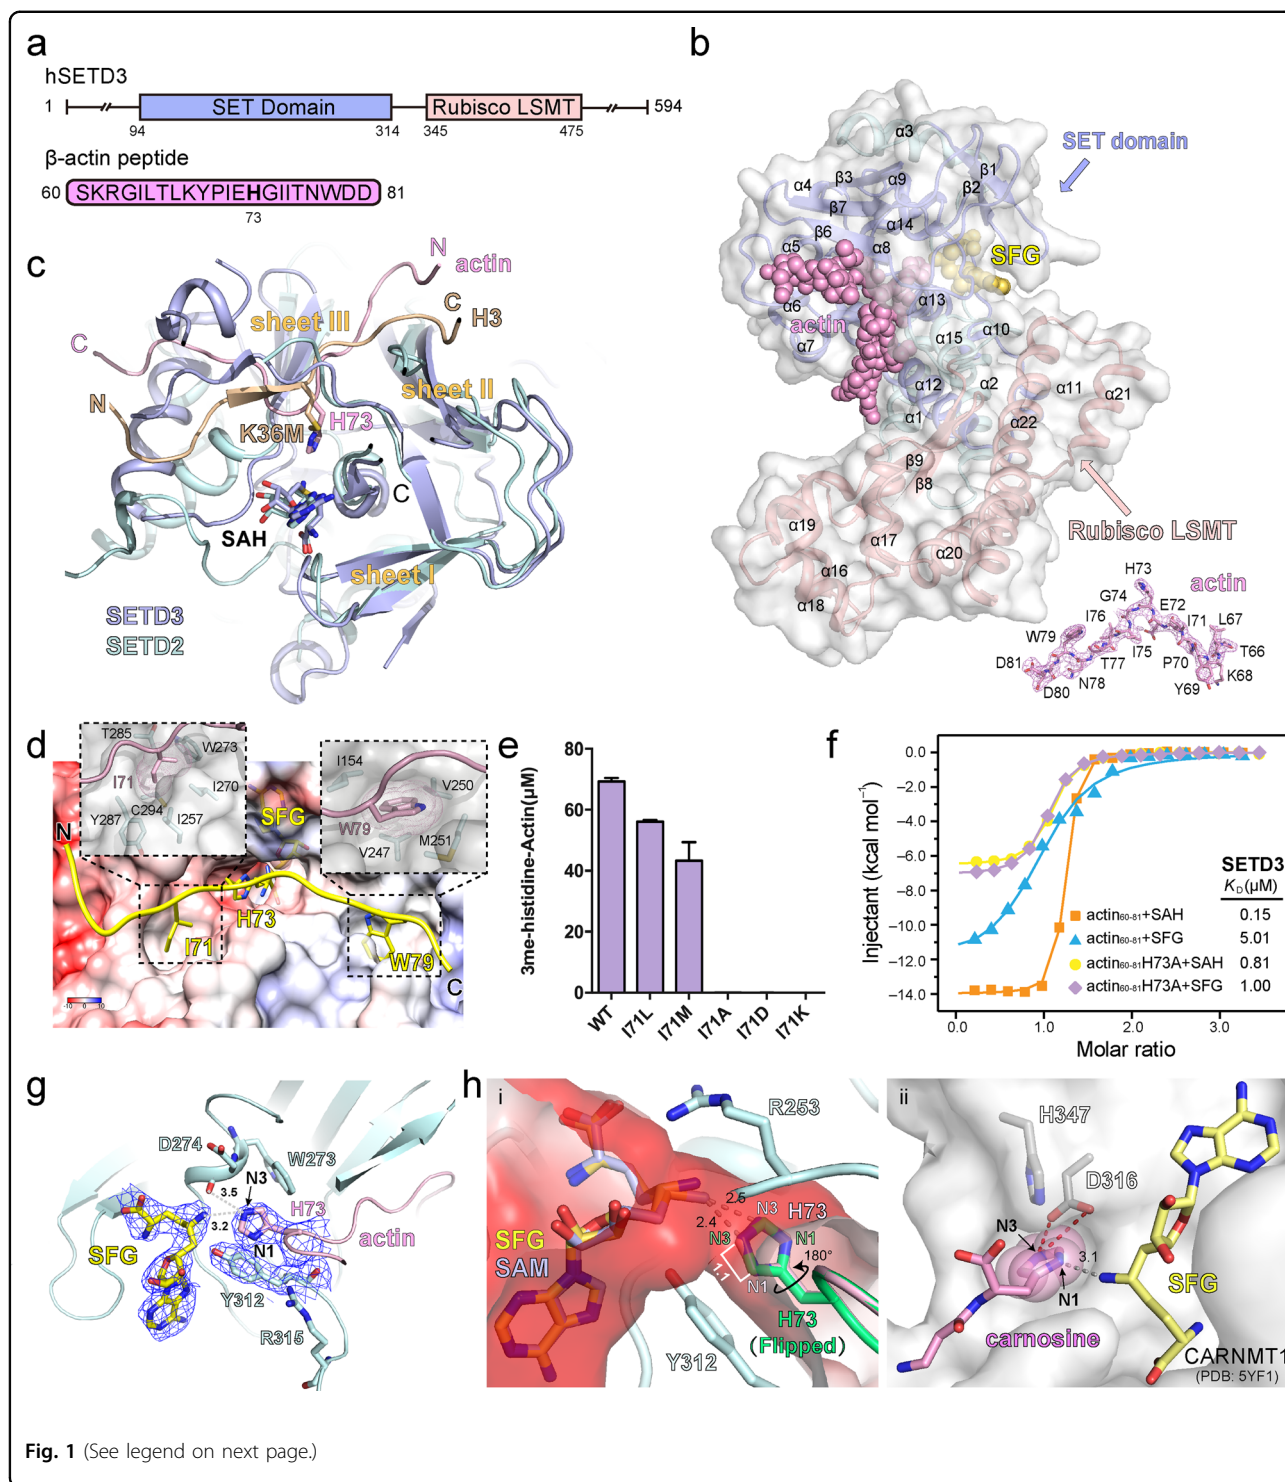 a
hSETD3
1
SET Domain
Rubisco LSMT
594
94
314
345
475
β-actin peptide
60
SKRGILTLKYPIEHGIITNWDD
81
73
b
α3
SET domain
β1
β2
α4
β3
α9
β7
α14
β6
α5
α8
SFG
α6
α13
actin
α7
α15
α10
α12
α2
α11
α21
α1
α22
β9
β8
α19
α17
α20
α16
α18
Rubisco LSMT
actin
H73
G74
E72
I76
I71
L67
W79
T66
D81
T77
I75
P70
K68
D80
N78
Y69
c
N
actin
C
H3
C
sheet III
sheet II
N
H73
K36M
C
SAH
sheet I
SETD3
SETD2
d
T285
W273
I71
I270
C294
Y287
I257
I154
V250
W79
V247
M251
SFG
N
H73
I71
W79
C
-10
0
10
e
3me-histidine-Actin(μM)
80
60
40
20
0
WT
I71L
I71M
I71A
I71D
I71K
f
Injectant (kcal mol⁻¹)
0.0
−2.0
−4.0
−6.0
−8.0
−10.0
−12.0
−14.0
0.0
1.0
2.0
3.0
Molar ratio
SETD3
K_D(μM)
actin₆₀₋₈₁+SAH 0.15
actin₆₀₋₈₁+SFG 5.01
actin₆₀₋₈₁H73A+SAH 0.81
actin₆₀₋₈₁H73A+SFG 1.00
g
D274
W273
N3
3.5
H73
3.2
SFG
N1
actin
Y312
R315
h
i
R253
2.6
N3
H73
2.4
N3
N1
SFG
SAM
180°
1.1
N1
H73
(Flipped)
Y312
ii
H347
D316
N3
3.1
SFG
N1
carnosine
CARNMT1
(PDB: 5YF1)
Fig. 1 (See legend on next page.)